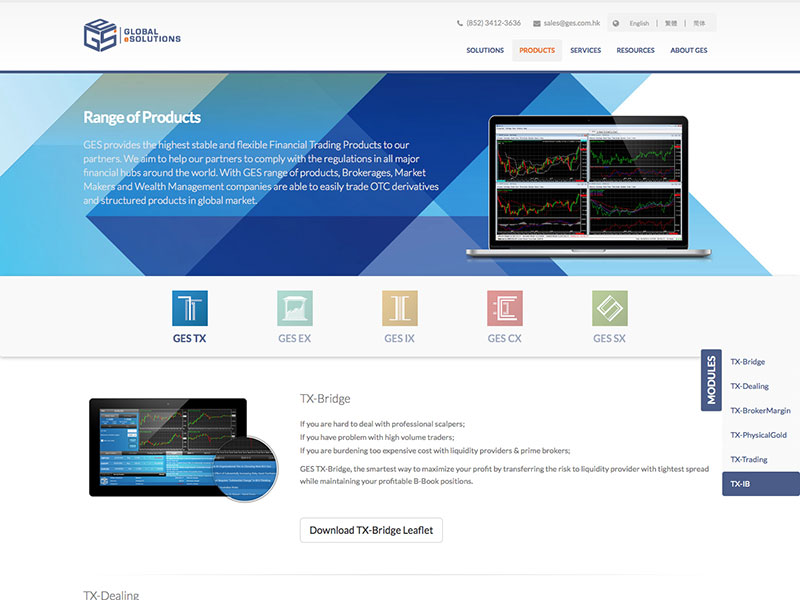 (852) 3412-3636 sales@ges.com.hk English | 繁體 | 简体
GES GLOBAL
eSOLUTIONS
SOLUTIONS PRODUCTS SERVICES RESOURCES ABOUT GES
Range of Products
GES provides the highest stable and flexible Financial Trading Products to our
partners. We aim to help our partners to comply with the regulations in all major
financial hubs around the world. With GES range of products, Brokerages, Market
Makers and Wealth Management companies are able to easily trade OTC derivatives
and structured products in global market.
GES TX GES EX GES IX GES CX GES SX
MODULES
TX-Bridge
TX-Dealing
TX-BrokerMargin
TX-PhysicalGold
TX-Trading
TX-IB
TX-Bridge
If you are hard to deal with professional scalpers;
If you have problem with high volume traders;
If you are burdening too expensive cost with liquidity providers & prime brokers;
GES TX-Bridge, the smartest way to maximize your profit by transferring the risk to liquidity provider with tightest spread
while maintaining your profitable B-Book positions.
Download TX-Bridge Leaflet
TX-Dealing